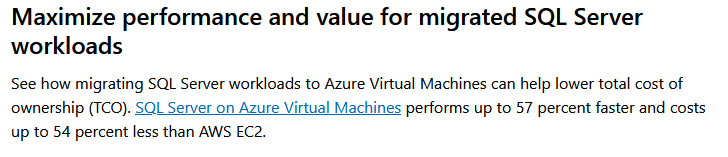 Maximize performance and value for migrated SQL Server
workloads
See how migrating SQL Server workloads to Azure Virtual Machines can help lower total cost of
ownership (TCO). SQL Server on Azure Virtual Machines performs up to 57 percent faster and costs
up to 54 percent less than AWS EC2.